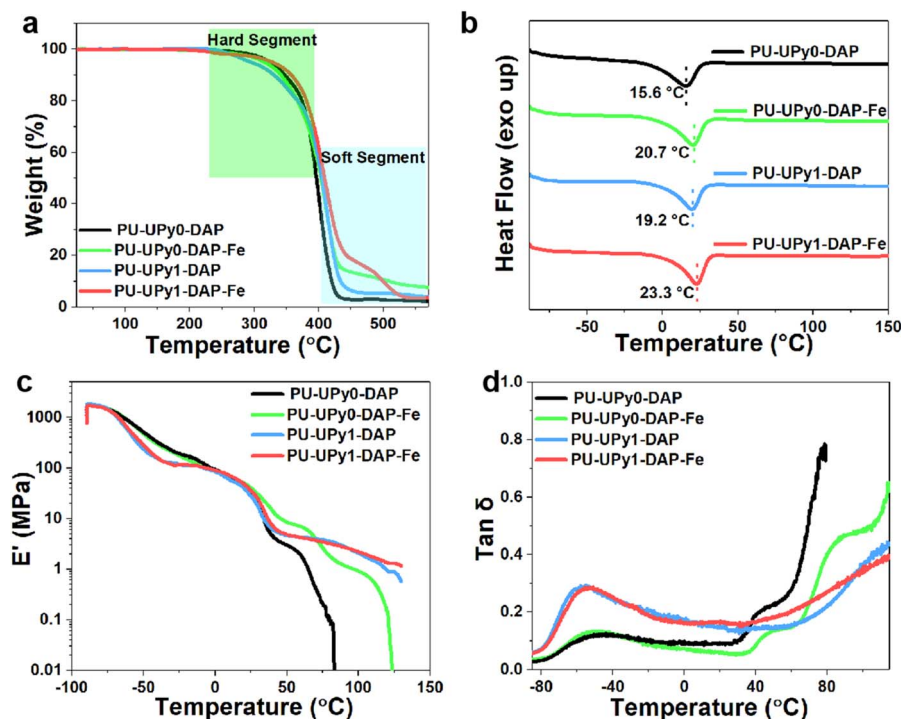 a
Hard Segment
Soft Segment
PU-UPy0-DAP
PU-UPy0-DAP-Fe
PU-UPy1-DAP
PU-UPy1-DAP-Fe
Weight (%)
100
80
60
40
20
0
100 200 300 400 500
Temperature (°C)
b
PU-UPy0-DAP
15.6 °C
PU-UPy0-DAP-Fe
20.7 °C
PU-UPy1-DAP
19.2 °C
PU-UPy1-DAP-Fe
23.3 °C
Heat Flow (exo up)
-50 0 50 100 150
Temperature (°C)
c
PU-UPy0-DAP
PU-UPy0-DAP-Fe
PU-UPy1-DAP
PU-UPy1-DAP-Fe
E' (MPa)
1000
100
10
1
0.1
0.01
-100 -50 0 50 100 150
Temperature (°C)
d
PU-UPy0-DAP
PU-UPy0-DAP-Fe
PU-UPy1-DAP
PU-UPy1-DAP-Fe
Tan δ
1.0
0.8
0.6
0.4
0.2
0.0
-80 -40 0 40 80
Temperature (°C)